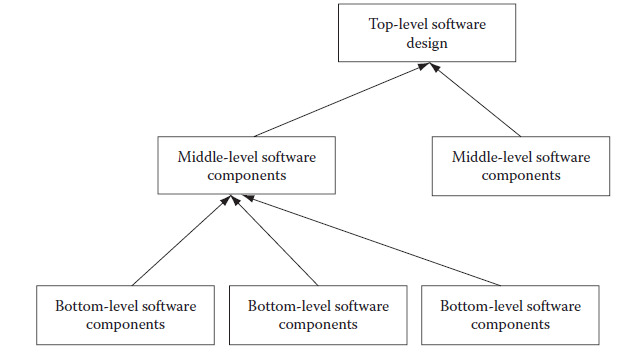 Top-level software
design
Middle-level software
components
Middle-level software
components
Bottom-level software
components
Bottom-level software
components
Bottom-level software
components